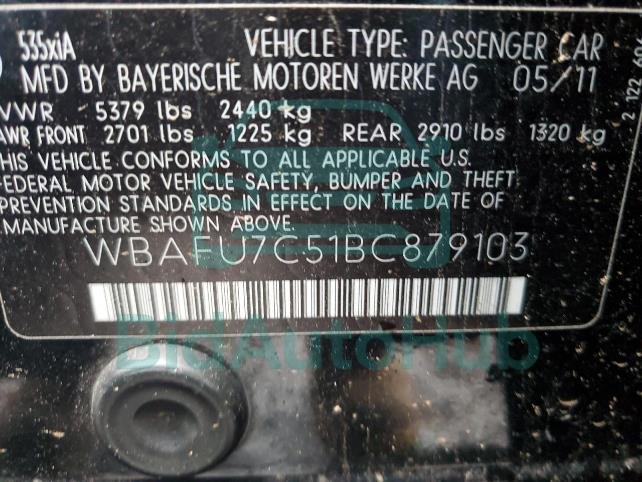 535xiA VEHICLE TYPE: PASSENGER CAR
MFD BY BAYERISCHE MOTOREN WERKE AG 05/11
VWR 5379 lbs 2440 kg
AWR FRONT 2701 lbs 1225 kg REAR 2910 lbs 1320 kg
THIS VEHICLE CONFORMS TO ALL APPLICABLE U.S.
FEDERAL MOTOR VEHICLE SAFETY, BUMPER AND THEFT
PREVENTION STANDARDS IN EFFECT ON THE DATE OF
MANUFACTURE SHOWN ABOVE.
WBAFU7C51BC879103
BidAutoHub